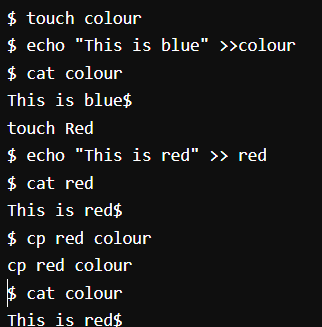 $ touch colour
$ echo "This is blue" >>colour
$ cat colour
This is blue$
touch Red
$ echo "This is red" >> red
$ cat red
This is red$
$ cp red colour
cp red colour
$ cat colour
This is red$